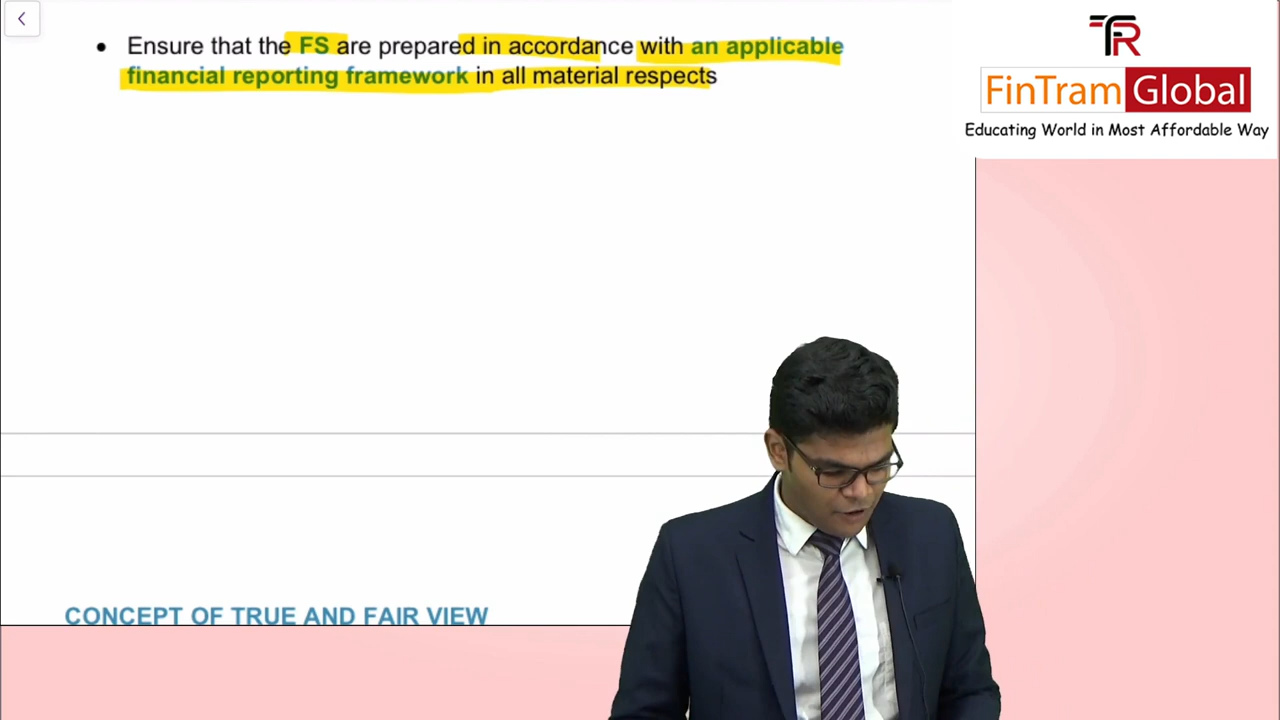 • Ensure that the FS are prepared in accordance with an applicable
financial reporting framework in all material respects
TFR
FinTram Global
Educating World in Most Affordable Way
CONCEPT OF TRUE AND FAIR VIEW